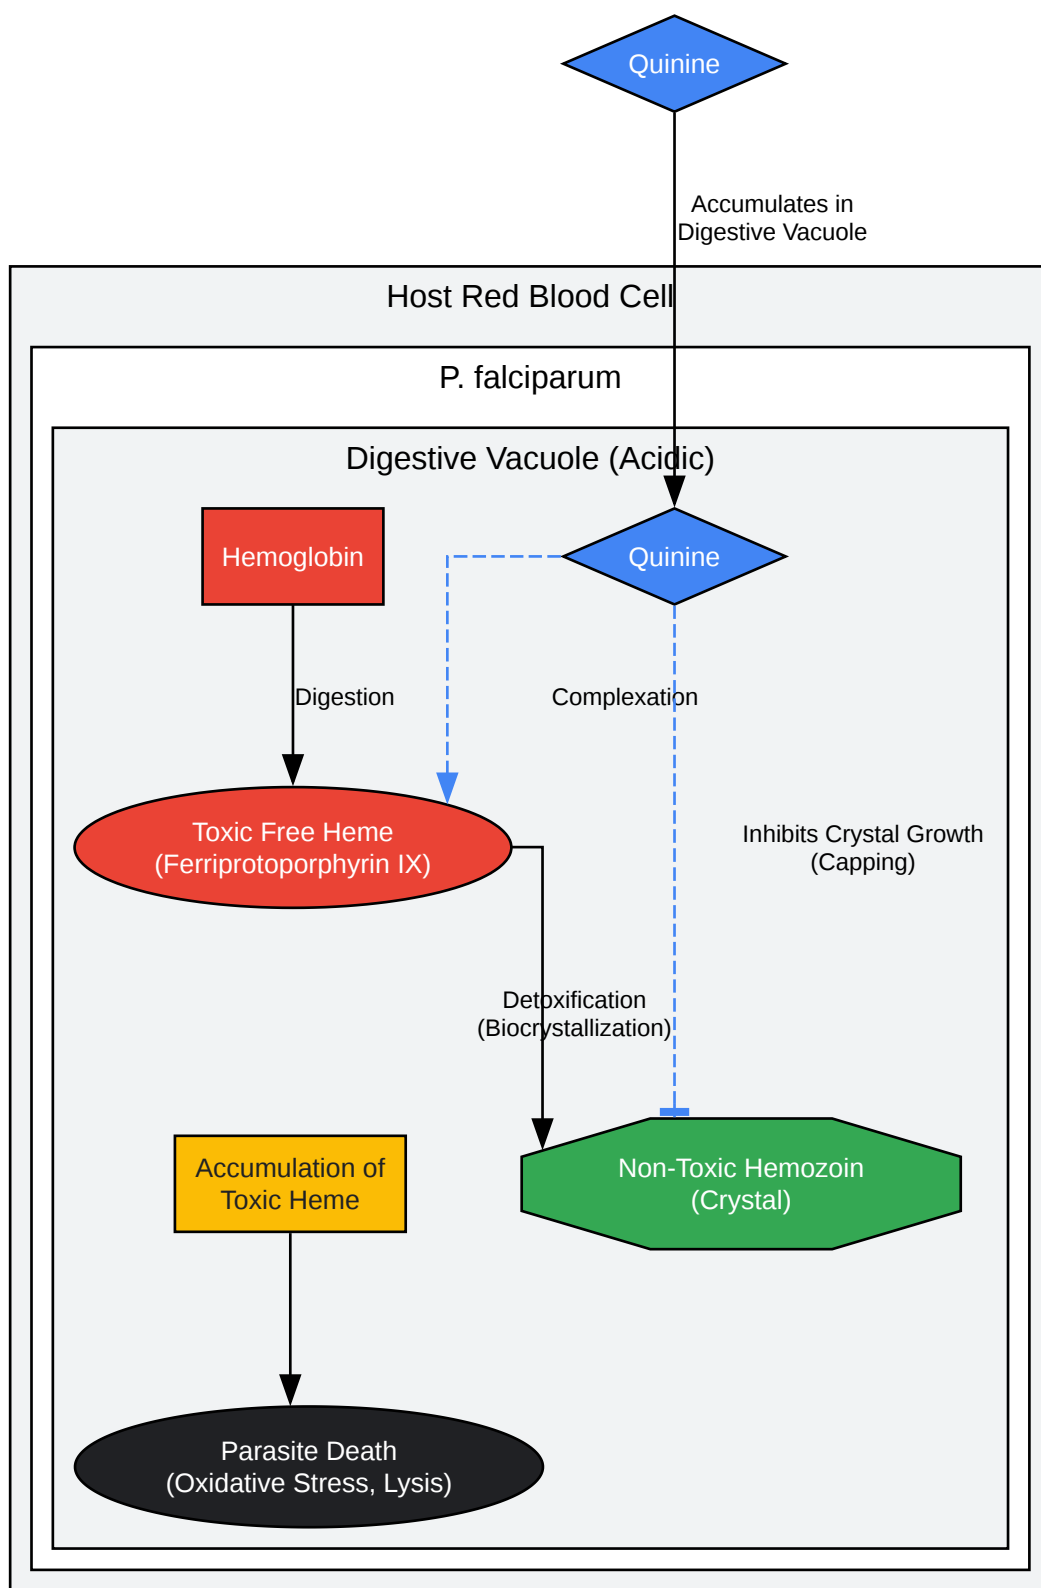 Quinine
Accumulates in
Digestive Vacuole
Host Red Blood Cell
P. falciparum
Digestive Vacuole (Acidic)
Hemoglobin
Quinine
Digestion
Complexation
Toxic Free Heme
(Ferriprotoporphyrin IX)
Inhibits Crystal Growth
(Capping)
Detoxification
(Biocrystallization)
Accumulation of
Toxic Heme
Non-Toxic Hemozoin
(Crystal)
Parasite Death
(Oxidative Stress, Lysis)